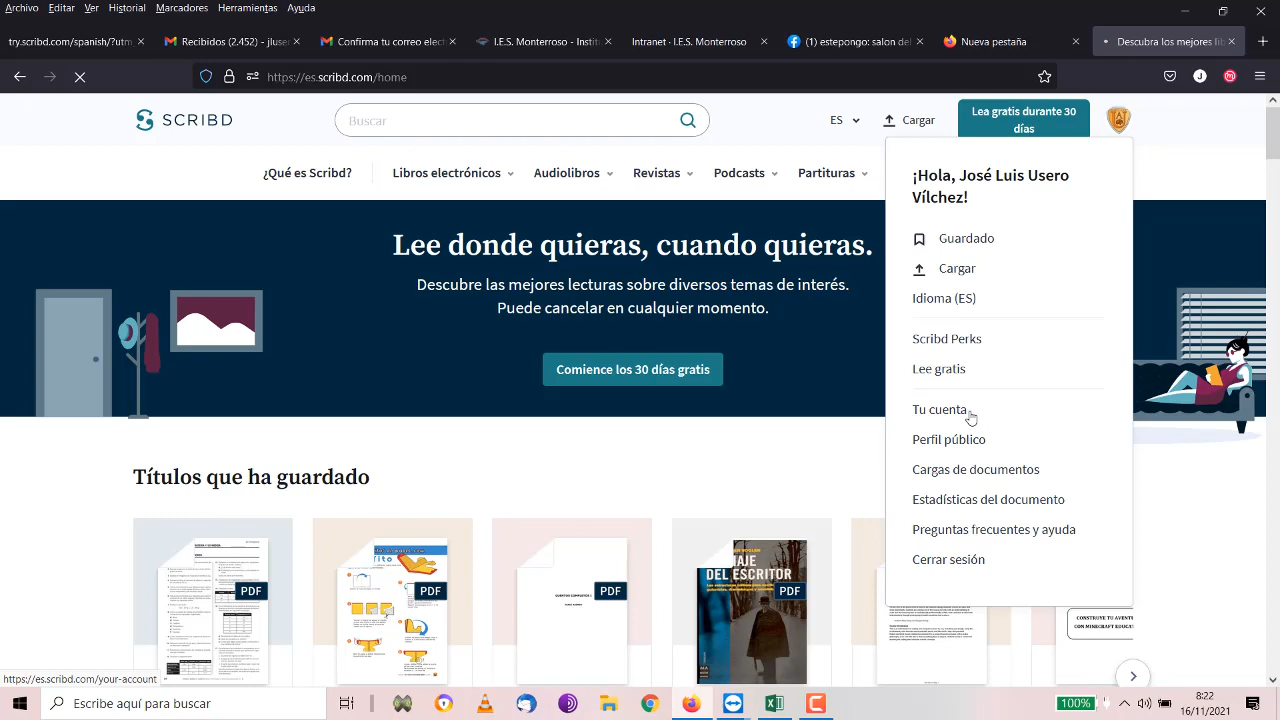 Archivo Editar Ver Historial Marcadores Herramientas Ayuda
try.scribd.com/spanish/?utm
Recibidos (2.452) - jluser
Confirma tu correo elect
I.E.S. Monterroso - Institu
Intranet · I.E.S. Monterroso
(1) estepongo: salon del
Nueva pestaña
Descubra los mejores lib
https://es.scribd.com/home
SCRIBD
Buscar
ES
Cargar
Lea gratis durante 30
días
¿Qué es Scribd?
Libros electrónicos
Audiolibros
Revistas
Podcasts
Partituras
¡Hola, José Luis Usero
Vílchez!
Guardado
Cargar
Idioma (ES)
Scribd Perks
Lee gratis
Tu cuenta
Perfil público
Cargas de documentos
Estadísticas del documento
Preguntas frecuentes y ayuda
Cerrar sesión
Lee donde quieras, cuando quieras.
Descubre las mejores lecturas sobre diversos temas de interés.
Puede cancelar en cualquier momento.
Comience los 30 días gratis
Títulos que ha guardado
PDF
PDF
PDF
DEL ESCRITOR
PDF
CONSTRUYE TU AVENT
CON MINECRAFT EDUCAT
https://es.scribd.com/your-account
Escribe aquí para buscar
100%
8:22
16/11/2021